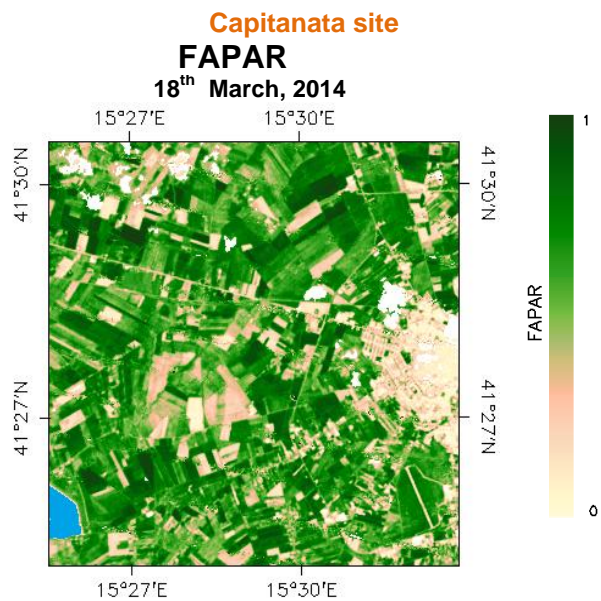 Capitanata site
FAPAR
18th March, 2014
15°27'E 15°30'E
41°30'N 41°30'N
1
FAPAR
41°27'N 41°27'N
0
15°27'E 15°30'E